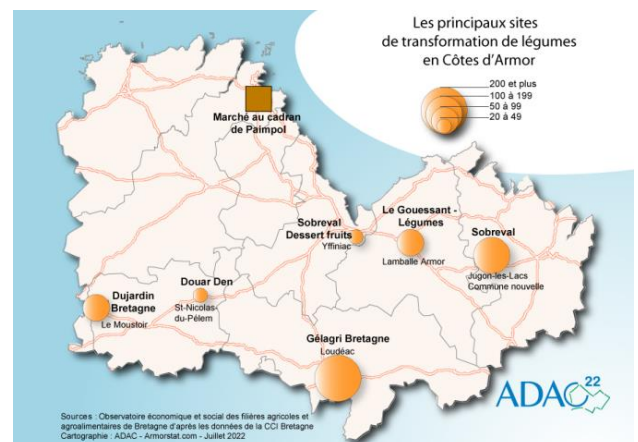 Les principaux sites
de transformation de légumes
en Côtes d'Armor
200 et plus
100 à 199
50 à 99
20 à 49
Marché au cadran
de Paimpol
Sobreval
Dessert fruits
Yffiniac
Le Gouessant -
Légumes
Lamballe Armor
Sobreval
Jugon-les-Lacs
Commune nouvelle
Dujardin
Bretagne
Le Moustoir
Douar Den
St-Nicolas-
du-Pélem
Gélagri Bretagne
Loudéac
ADAC 22
Sources : Observatoire économique et social des filières agricoles et
agroalimentaires de Bretagne d'après les données de la CCI Bretagne
Cartographie : ADAC - Armorstat.com - Juillet 2022